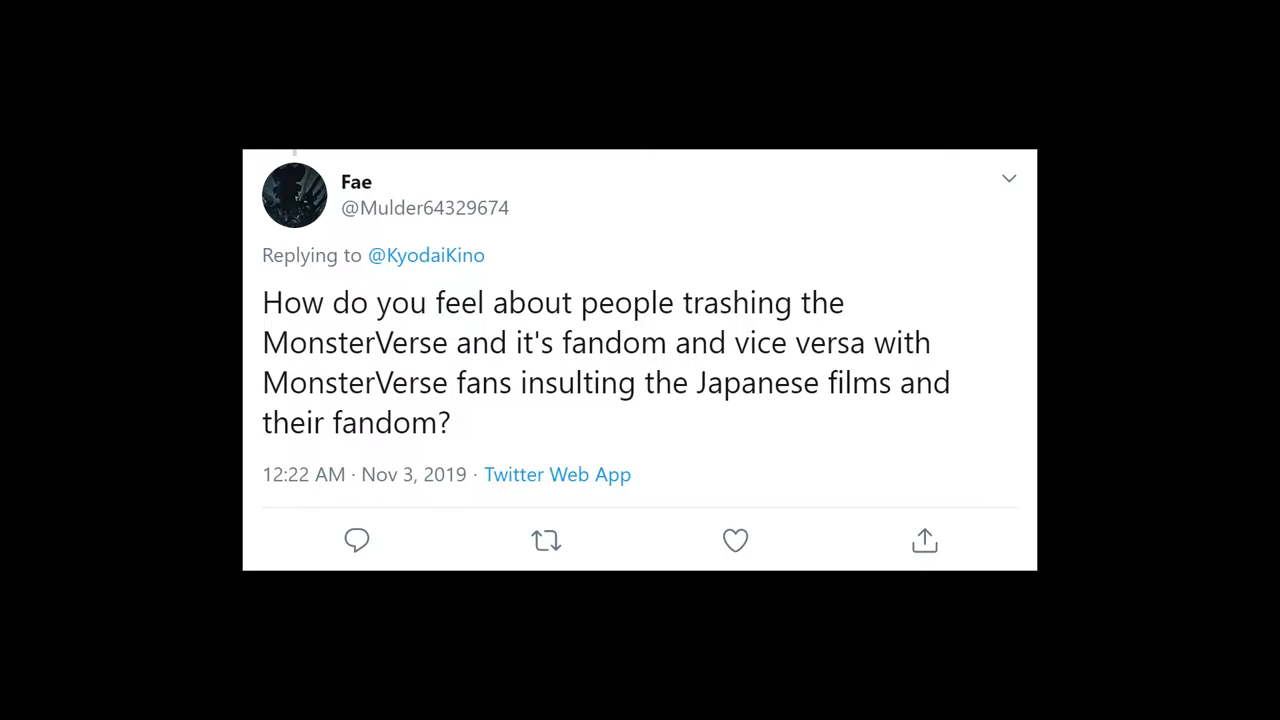 Fae
@Mulder64329674
Replying to @KyodaiKino
How do you feel about people trashing the
MonsterVerse and it's fandom and vice versa with
MonsterVerse fans insulting the Japanese films and
their fandom?
12:22 AM · Nov 3, 2019 · Twitter Web App